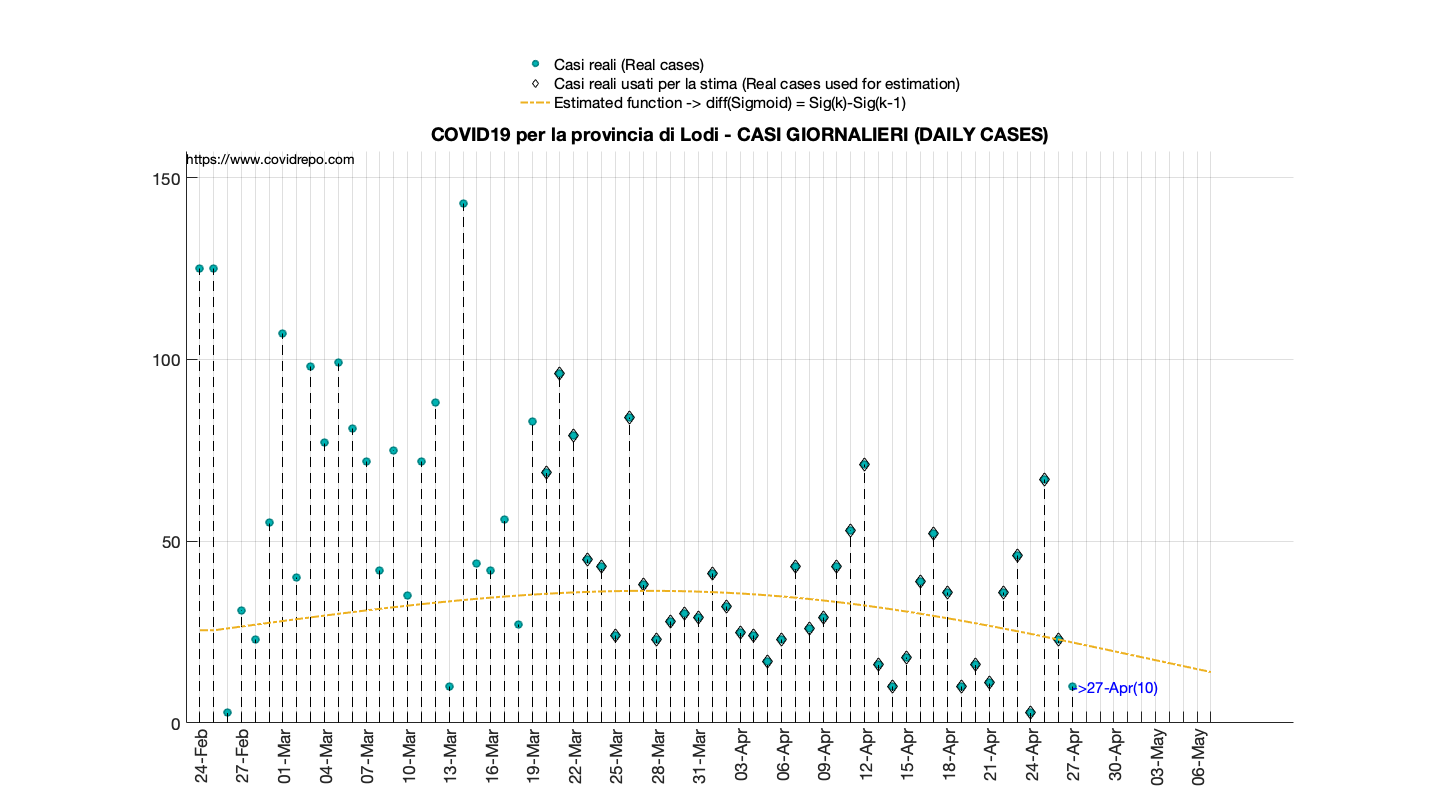 Casi reali (Real cases)
Casi reali usati per la stima (Real cases used for estimation)
Estimated function -> diff(Sigmoid) = Sig(k)-Sig(k-1)
COVID19 per la provincia di Lodi - CASI GIORNALIERI (DAILY CASES)
https://www.covidrepo.com
150
100
50
0
->27-Apr(10)
24-Feb
27-Feb
01-Mar
04-Mar
07-Mar
10-Mar
13-Mar
16-Mar
19-Mar
22-Mar
25-Mar
28-Mar
31-Mar
03-Apr
06-Apr
09-Apr
12-Apr
15-Apr
18-Apr
21-Apr
24-Apr
27-Apr
30-Apr
03-May
06-May